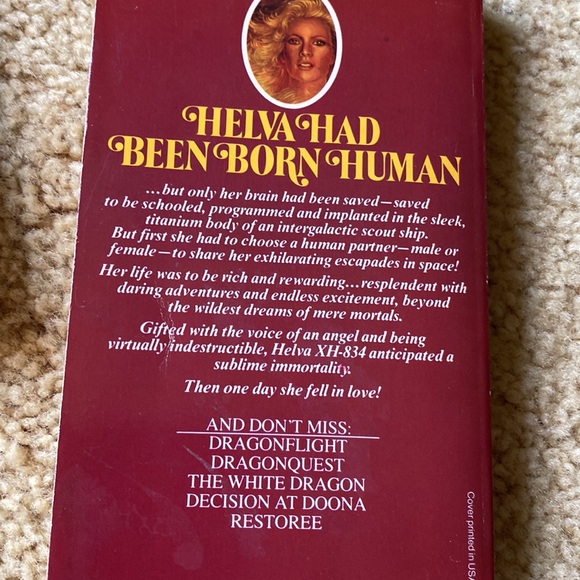 HELVA HAD
BEEN BORN HUMAN
...but only her brain had been saved—saved
to be schooled, programmed and implanted in the sleek,
titanium body of an intergalactic scout ship.
But first she had to choose a human partner—male or
female—to share her exhilarating escapades in space!
Her life was to be rich and rewarding...resplendent with
daring adventures and endless excitement, beyond
the wildest dreams of mere mortals.
Gifted with the voice of an angel and being
virtually indestructible, Helva XH-834 anticipated a
sublime immortality.
Then one day she fell in love!
AND DON'T MISS:
DRAGONFLIGHT
DRAGONQUEST
THE WHITE DRAGON
DECISION AT DOONA
RESTOREE
Cover printed in USA